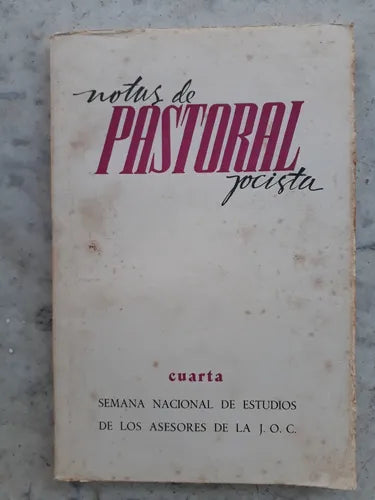 notas de
PASTORAL
jocista
cuarta
SEMANA NACIONAL DE ESTUDIOS
DE LOS ASESORES DE LA J. O. C.